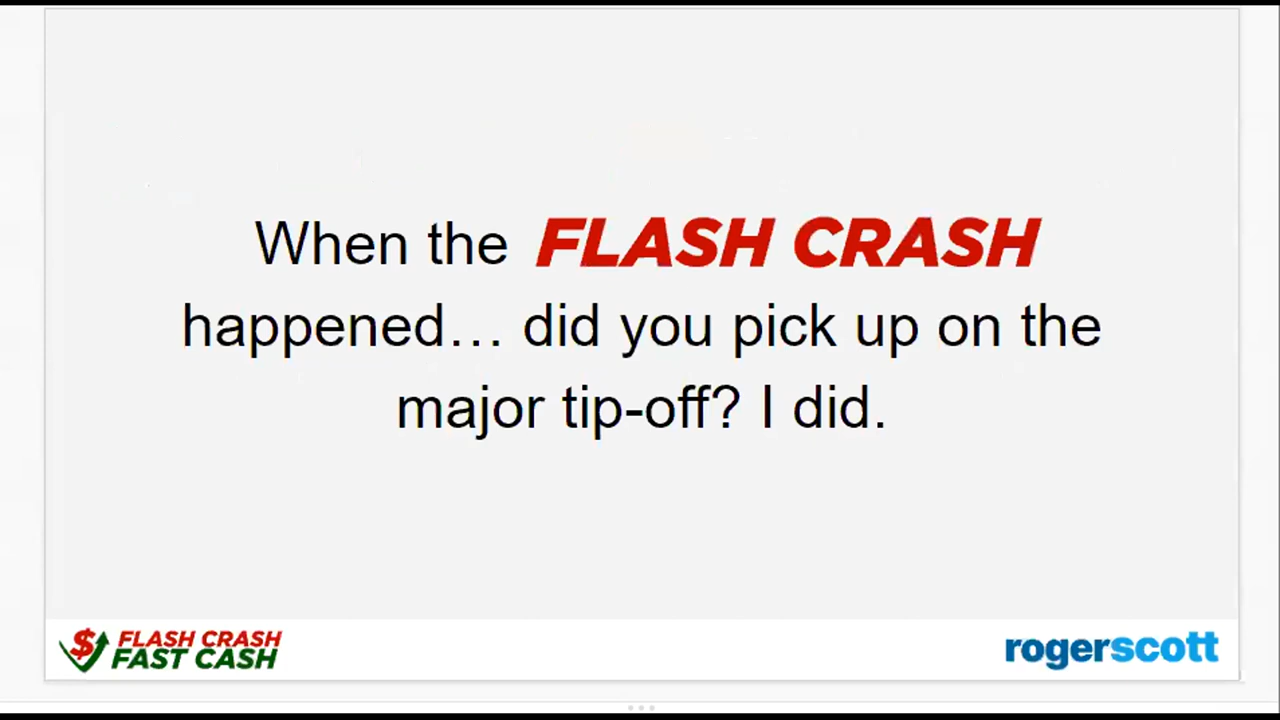 When the FLASH CRASH
happened… did you pick up on the
major tip-off? I did.
$ FLASH CRASH
FAST CASH
rogerscott